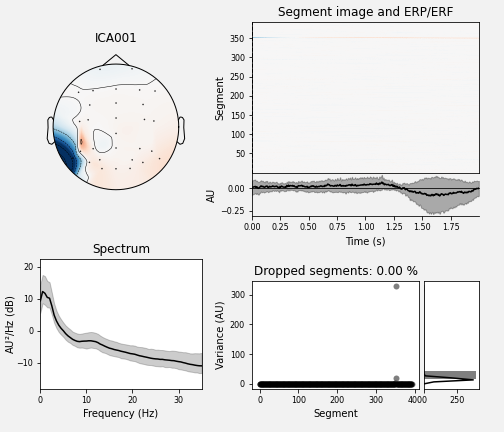 ICA001
Segment image and ERP/ERF
Segment
350
300
250
200
150
100
50
AU
0.00
−0.25
0.00 0.25 0.50 0.75 1.00 1.25 1.50 1.75
Time (s)
Spectrum
AU²/Hz (dB)
20
10
0
−10
0 10 20 30
Frequency (Hz)
Dropped segments: 0.00 %
Variance (AU)
300
200
100
0
0 100 200 300 400
Segment
0 250